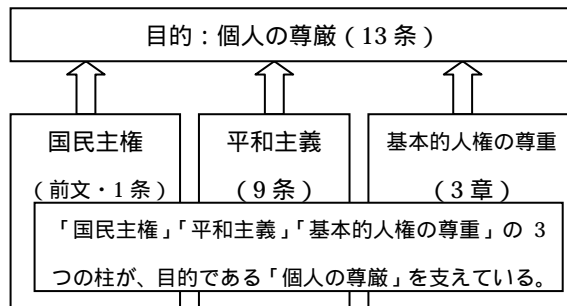 目的：個人の尊厳（13 条）
国民主権
（前文・1 条）
平和主義
（9 条）
基本的人権の尊重
（3 章）
「国民主権」「平和主義」「基本的人権の尊重」の 3
つの柱が、目的である「個人の尊厳」を支えている。